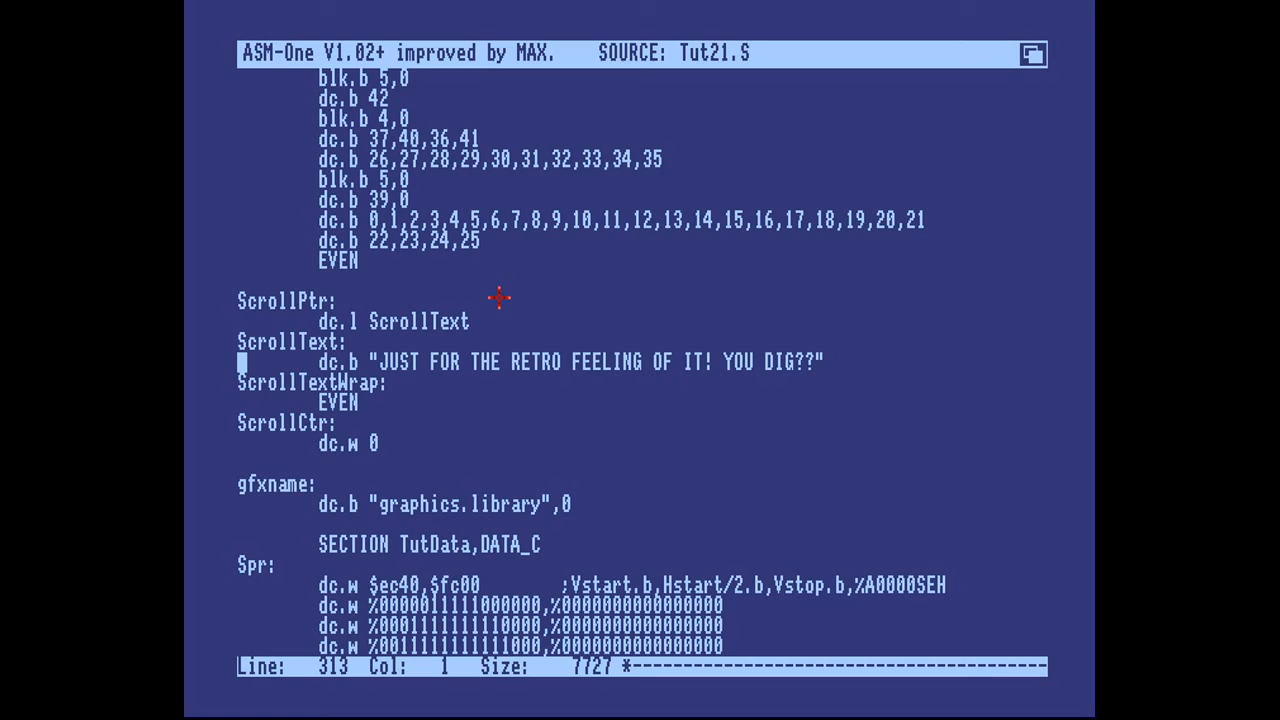 ASM-One V1.02+ improved by MAX. SOURCE: Tut21.S
blk.b 5,0
dc.b 42
blk.b 4,0
dc.b 37,40,36,41
dc.b 26,27,28,29,30,31,32,33,34,35
blk.b 5,0
dc.b 39,0
dc.b 0,1,2,3,4,5,6,7,8,9,10,11,12,13,14,15,16,17,18,19,20,21
dc.b 22,23,24,25
EVEN
ScrollPtr:
dc.l ScrollText
ScrollText:
dc.b "JUST FOR THE RETRO FEELING OF IT! YOU DIG??"
ScrollTextWrap:
EVEN
ScrollCtr:
dc.w 0
gfxname:
dc.b "graphics.library",0
SECTION TutData,DATA_C
Spr:
dc.w $ec40,$fc00 ;Vstart.b,Hstart/2.b,Vstop.b,%A0000SEH
dc.w %0000011111000000,%0000000000000000
dc.w %0001111111110000,%0000000000000000
dc.w %0011111111111000,%0000000000000000
Line: 313 Col: 1 Size: 7727 *-----------------------------------------